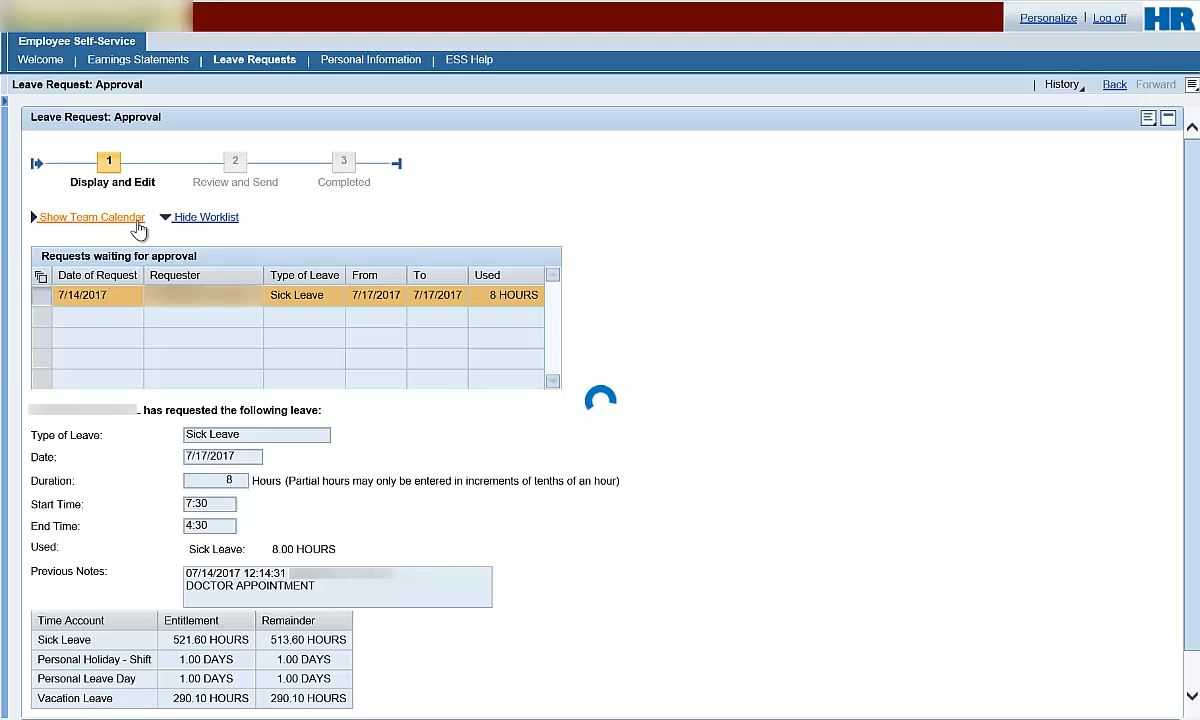 Personalize | Log off HR
Employee Self-Service
Welcome | Earnings Statements | Leave Requests | Personal Information | ESS Help
Leave Request: Approval | History Back Forward
Leave Request: Approval
1 2 3
Display and Edit Review and Send Completed
Show Team Calendar Hide Worklist
Requests waiting for approval
Date of Request Requester Type of Leave From To Used
7/14/2017 Sick Leave 7/17/2017 7/17/2017 8 HOURS
has requested the following leave:
Type of Leave: Sick Leave
Date: 7/17/2017
Duration: 8 Hours (Partial hours may only be entered in increments of tenths of an hour)
Start Time: 7:30
End Time: 4:30
Used: Sick Leave: 8.00 HOURS
Previous Notes: 07/14/2017 12:14:31
DOCTOR APPOINTMENT
Time Account Entitlement Remainder
Sick Leave 521.60 HOURS 513.60 HOURS
Personal Holiday - Shift 1.00 DAYS 1.00 DAYS
Personal Leave Day 1.00 DAYS 1.00 DAYS
Vacation Leave 290.10 HOURS 290.10 HOURS